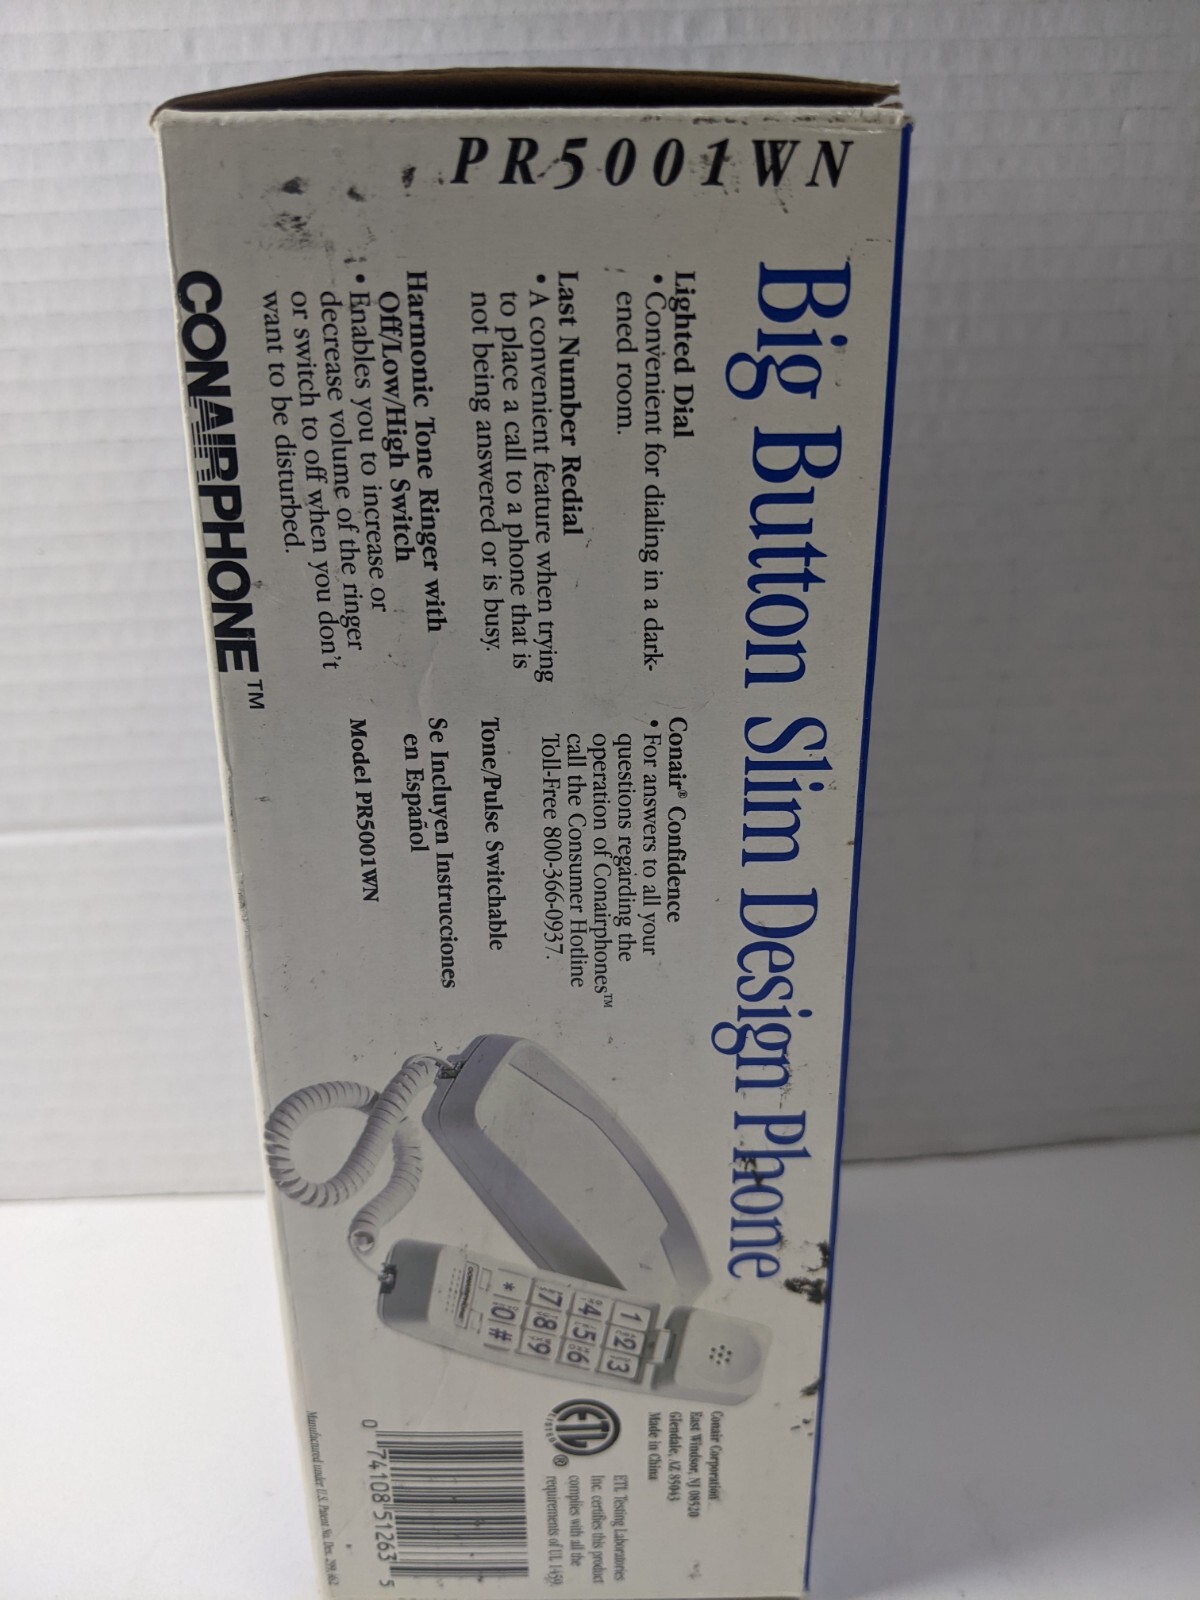 PR5001WN
Big Button Slim Design Phone
Lighted Dial
• Convenient for dialing in a dark-
ened room.
Last Number Redial
• A convenient feature when trying
to place a call to a phone that is
not being answered or is busy.
Harmonic Tone Ringer with
Off/Low/High Switch
• Enables you to increase or
decrease volume of the ringer
or switch to off when you don't
want to be disturbed.
CONAIRPHONE™
Conair® Confidence
• For answers to all your
questions regarding the
operation of Conairphones™
call the Consumer Hotline
Toll-Free 800-366-0937.
Tone/Pulse Switchable
Se Incluyen Instrucciones
en Español
Model PR5001WN
1 2 3
4 5 6
7 8 9
* 0 #
Conair Corporation
East Windsor, NJ 08520
Glendale, AZ 85043
Made in China
ETL
LISTED
®
ETL Testing Laboratories
Inc. certifies this product
complies with all the
requirements of UL 1459.
0 74108 51263 5
Manufactured under U.S. Patent No. Des.